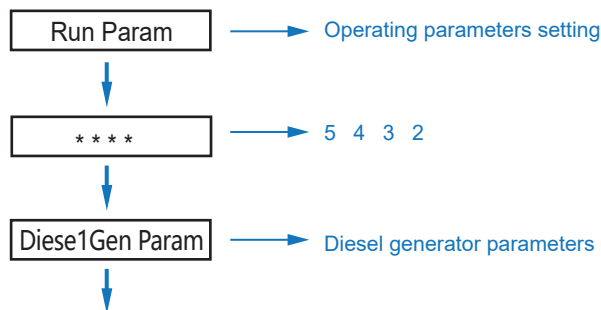 Run Param Operating parameters setting
**** 5 4 3 2
Diese1Gen Param Diesel generator parameters